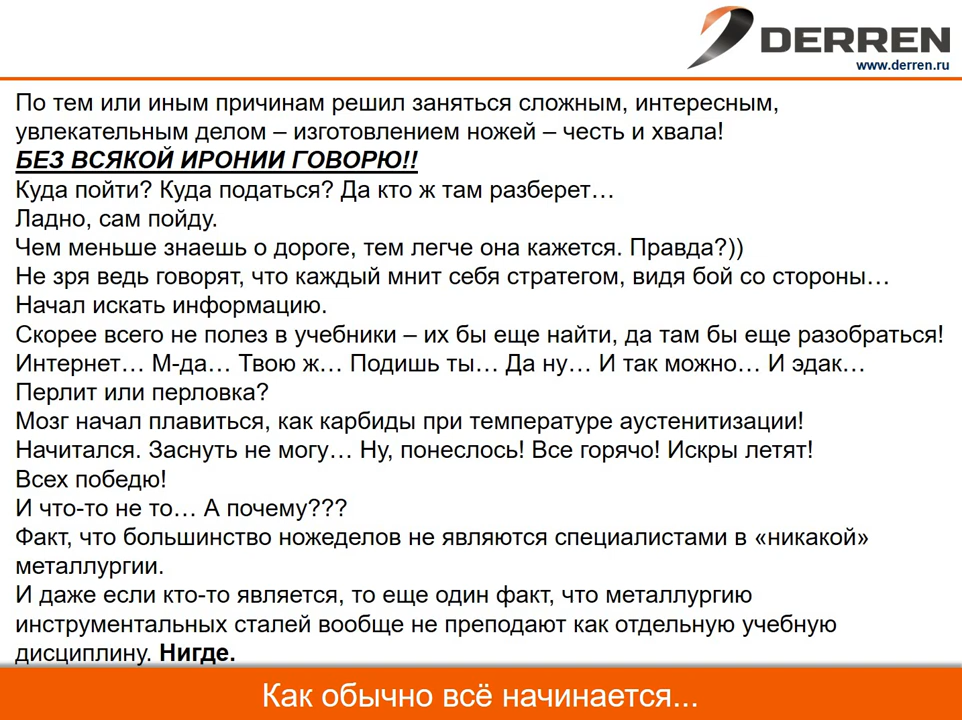 DERREN
www.derren.ru
По тем или иным причинам решил заняться сложным, интересным,
увлекательным делом – изготовлением ножей – честь и хвала!
БЕЗ ВСЯКОЙ ИРОНИИ ГОВОРЮ!!
Куда пойти? Куда податься? Да кто ж там разберет…
Ладно, сам пойду.
Чем меньше знаешь о дороге, тем легче она кажется. Правда?))
Не зря ведь говорят, что каждый мнит себя стратегом, видя бой со стороны…
Начал искать информацию.
Скорее всего не полез в учебники – их бы еще найти, да там бы еще разобраться!
Интернет… М-да… Твою ж… Подишь ты… Да ну… И так можно… И эдак…
Перлит или перловка?
Мозг начал плавиться, как карбиды при температуре аустенитизации!
Начитался. Заснуть не могу… Ну, понеслось! Все горячо! Искры летят!
Всех победю!
И что-то не то… А почему???
Факт, что большинство ножеделов не являются специалистами в «никакой»
металлургии.
И даже если кто-то является, то еще один факт, что металлургию
инструментальных сталей вообще не преподают как отдельную учебную
дисциплину. Нигде.
Как обычно всё начинается...